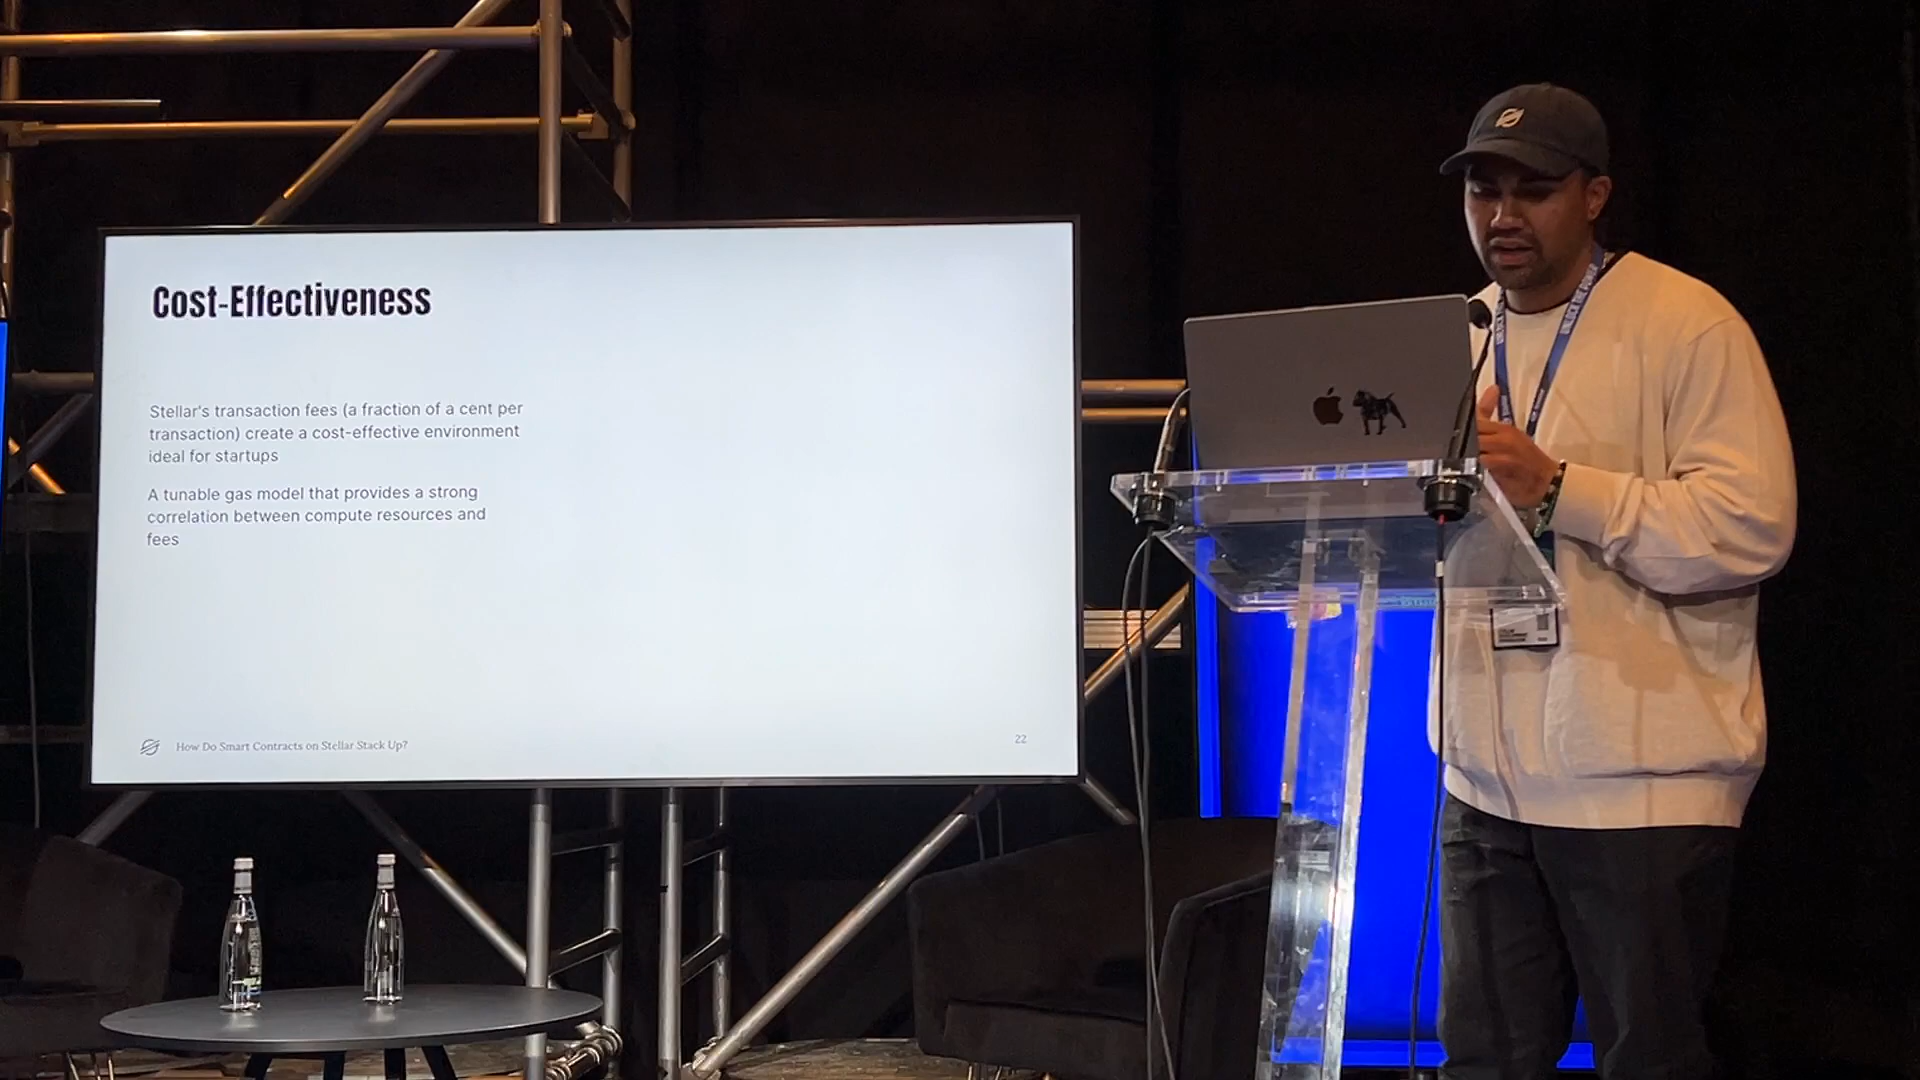 Cost-Effectiveness
Stellar's transaction fees (a fraction of a cent per
transaction) create a cost-effective environment
ideal for startups
A tunable gas model that provides a strong
correlation between compute resources and
fees
How Do Smart Contracts on Stellar Stack Up?
22